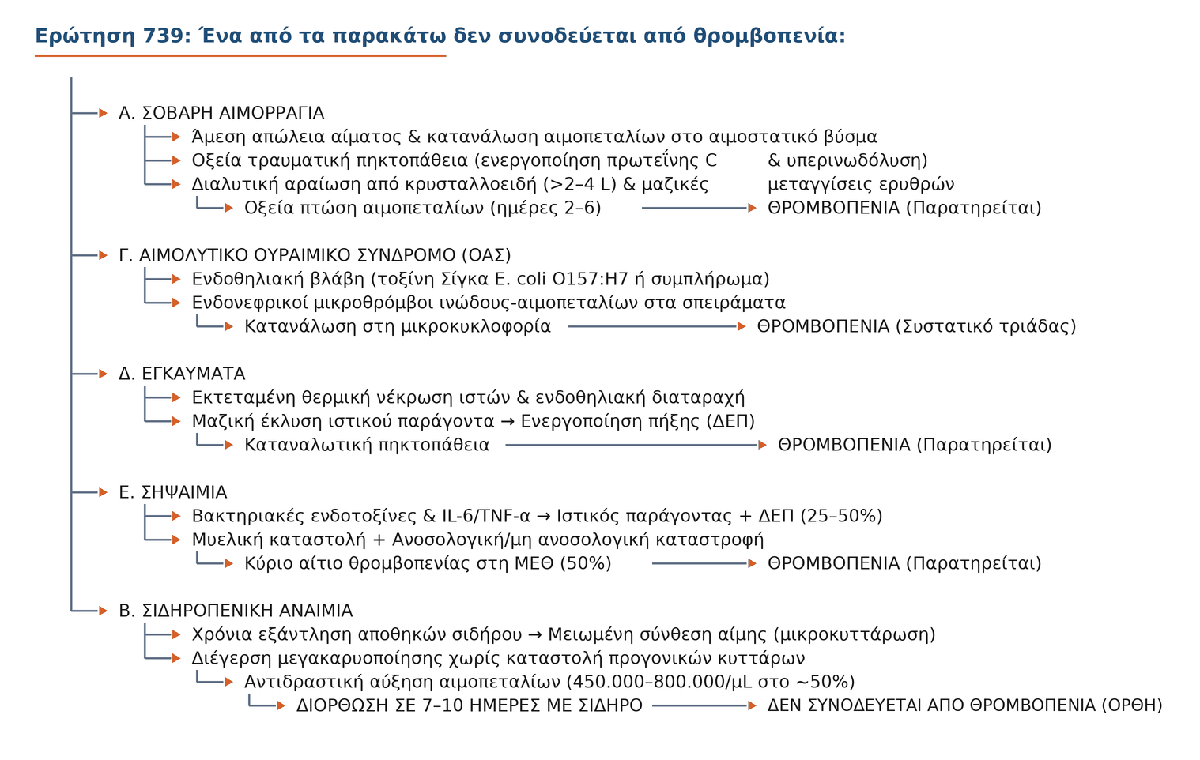 Ερώτηση 739: Ένα από τα παρακάτω δεν συνοδεύεται από θρομβοπενία:
Α. ΣΟΒΑΡΗ ΑΙΜΟΡΡΑΓΙΑ
Άμεση απώλεια αίματος & κατανάλωση αιμοπεταλίων στο αιμοστατικό βύσμα
Οξεία τραυματική πηκτοπάθεια (ενεργοποίηση πρωτεΐνης C & υπερινωδόλυση)
Διαλυτική αραίωση από κρυσταλλοειδή (>2–4 L) & μαζικές μεταγγίσεις ερυθρών
Οξεία πτώση αιμοπεταλίων (ημέρες 2–6) ΘΡΟΜΒΟΠΕΝΙΑ (Παρατηρείται)
Γ. ΑΙΜΟΛΥΤΙΚΟ ΟΥΡΑΙΜΙΚΟ ΣΥΝΔΡΟΜΟ (ΟΑΣ)
Ενδοθηλιακή βλάβη (τοξίνη Σίγκα E. coli O157:H7 ή συμπλήρωμα)
Ενδονεφρικοί μικροθρόμβοι ινώδους-αιμοπεταλίων στα σπειράματα
Κατανάλωση στη μικροκυκλοφορία ΘΡΟΜΒΟΠΕΝΙΑ (Συστατικό τριάδας)
Δ. ΕΓΚΑΥΜΑΤΑ
Εκτεταμένη θερμική νέκρωση ιστών & ενδοθηλιακή διαταραχή
Μαζική έκλυση ιστικού παράγοντα → Ενεργοποίηση πήξης (ΔΕΠ)
Καταναλωτική πηκτοπάθεια ΘΡΟΜΒΟΠΕΝΙΑ (Παρατηρείται)
Ε. ΣΗΨΑΙΜΙΑ
Βακτηριακές ενδοτοξίνες & IL-6/TNF-α → Ιστικός παράγοντας + ΔΕΠ (25–50%)
Μυελική καταστολή + Ανοσολογική/μη ανοσολογική καταστροφή
Κύριο αίτιο θρομβοπενίας στη ΜΕΘ (50%) ΘΡΟΜΒΟΠΕΝΙΑ (Παρατηρείται)
Β. ΣΙΔΗΡΟΠΕΝΙΚΗ ΑΝΑΙΜΙΑ
Χρόνια εξάντληση αποθηκών σιδήρου → Μειωμένη σύνθεση αίμης (μικροκυττάρωση)
Διέγερση μεγακαρυοποίησης χωρίς καταστολή προγονικών κυττάρων
Αντιδραστική αύξηση αιμοπεταλίων (450.000–800.000/μL στο ~50%)
ΔΙΟΡΘΩΣΗ ΣΕ 7–10 ΗΜΕΡΕΣ ΜΕ ΣΙΔΗΡΟ ΔΕΝ ΣΥΝΟΔΕΥΕΤΑΙ ΑΠΟ ΘΡΟΜΒΟΠΕΝΙΑ (ΟΡΘΗ)